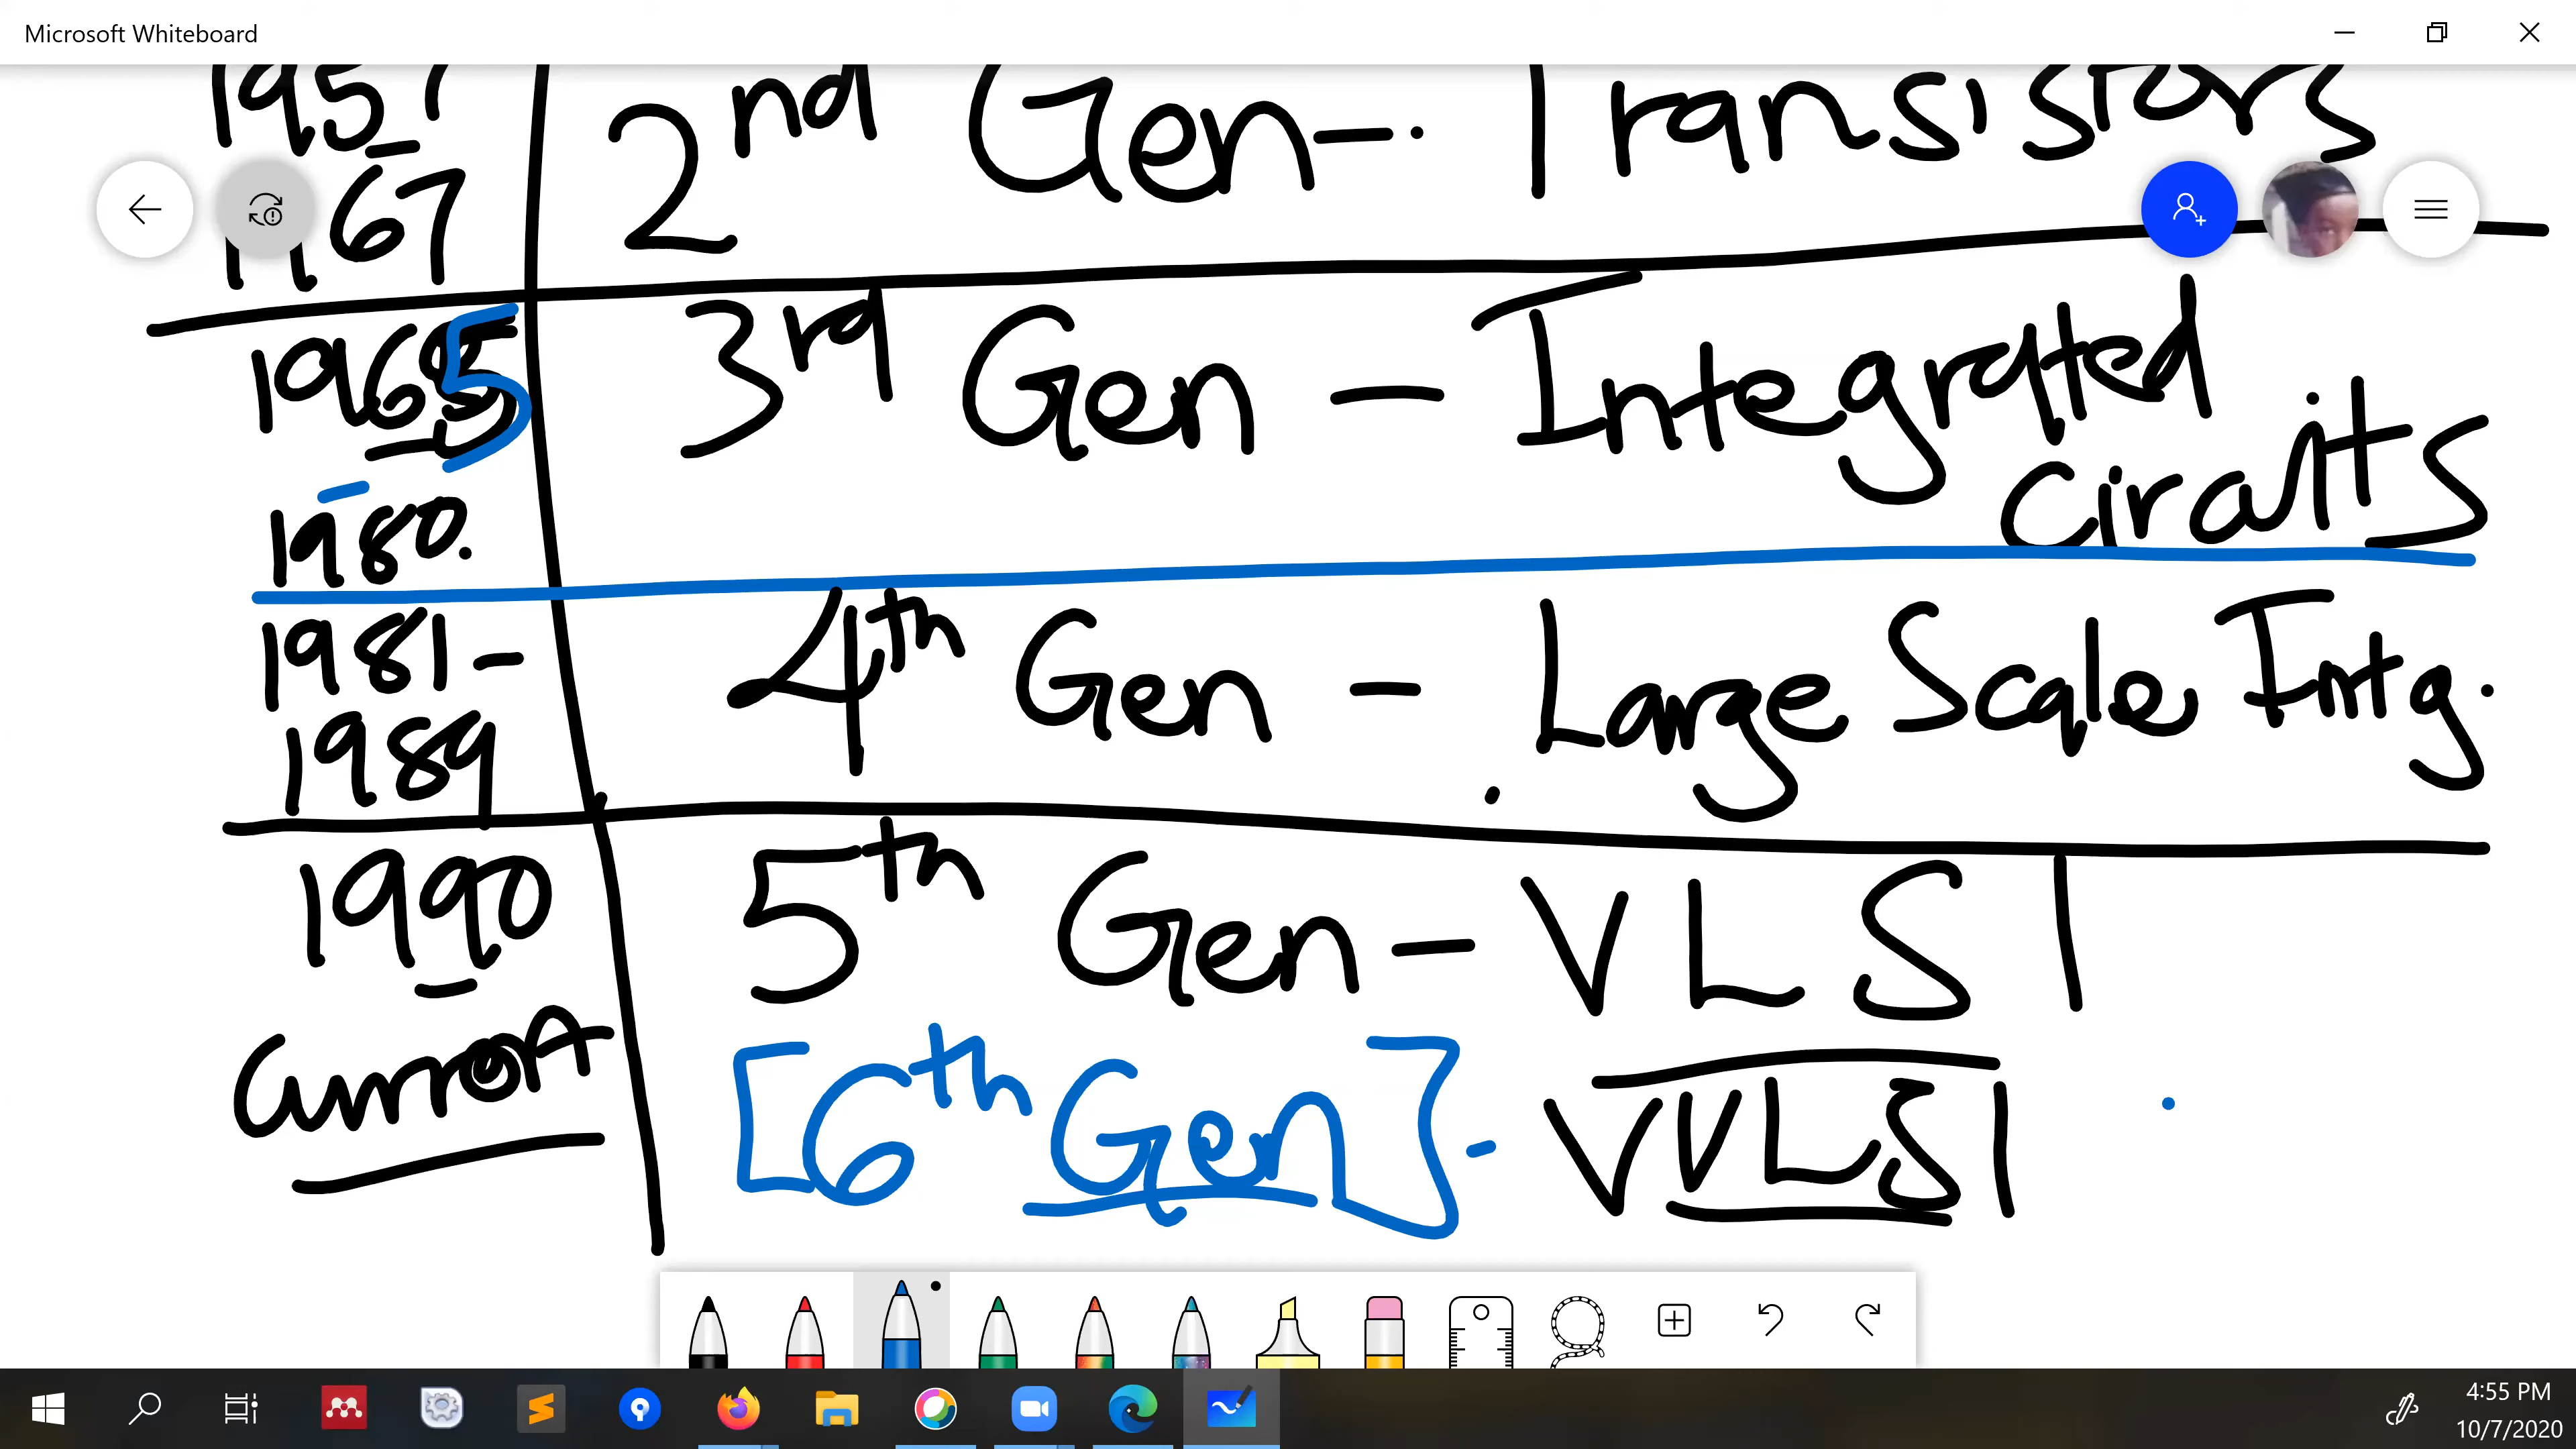 Microsoft Whiteboard
1957 2nd Gen-. Transistors
1967
1965 3rd Gen - Integrated
circuits
1980.
1981- 4th Gen - Large Scale Intg.
1989
1990 5th Gen - VLSI
Current [6th Gen] - VVLSI
4:55 PM
10/7/2020